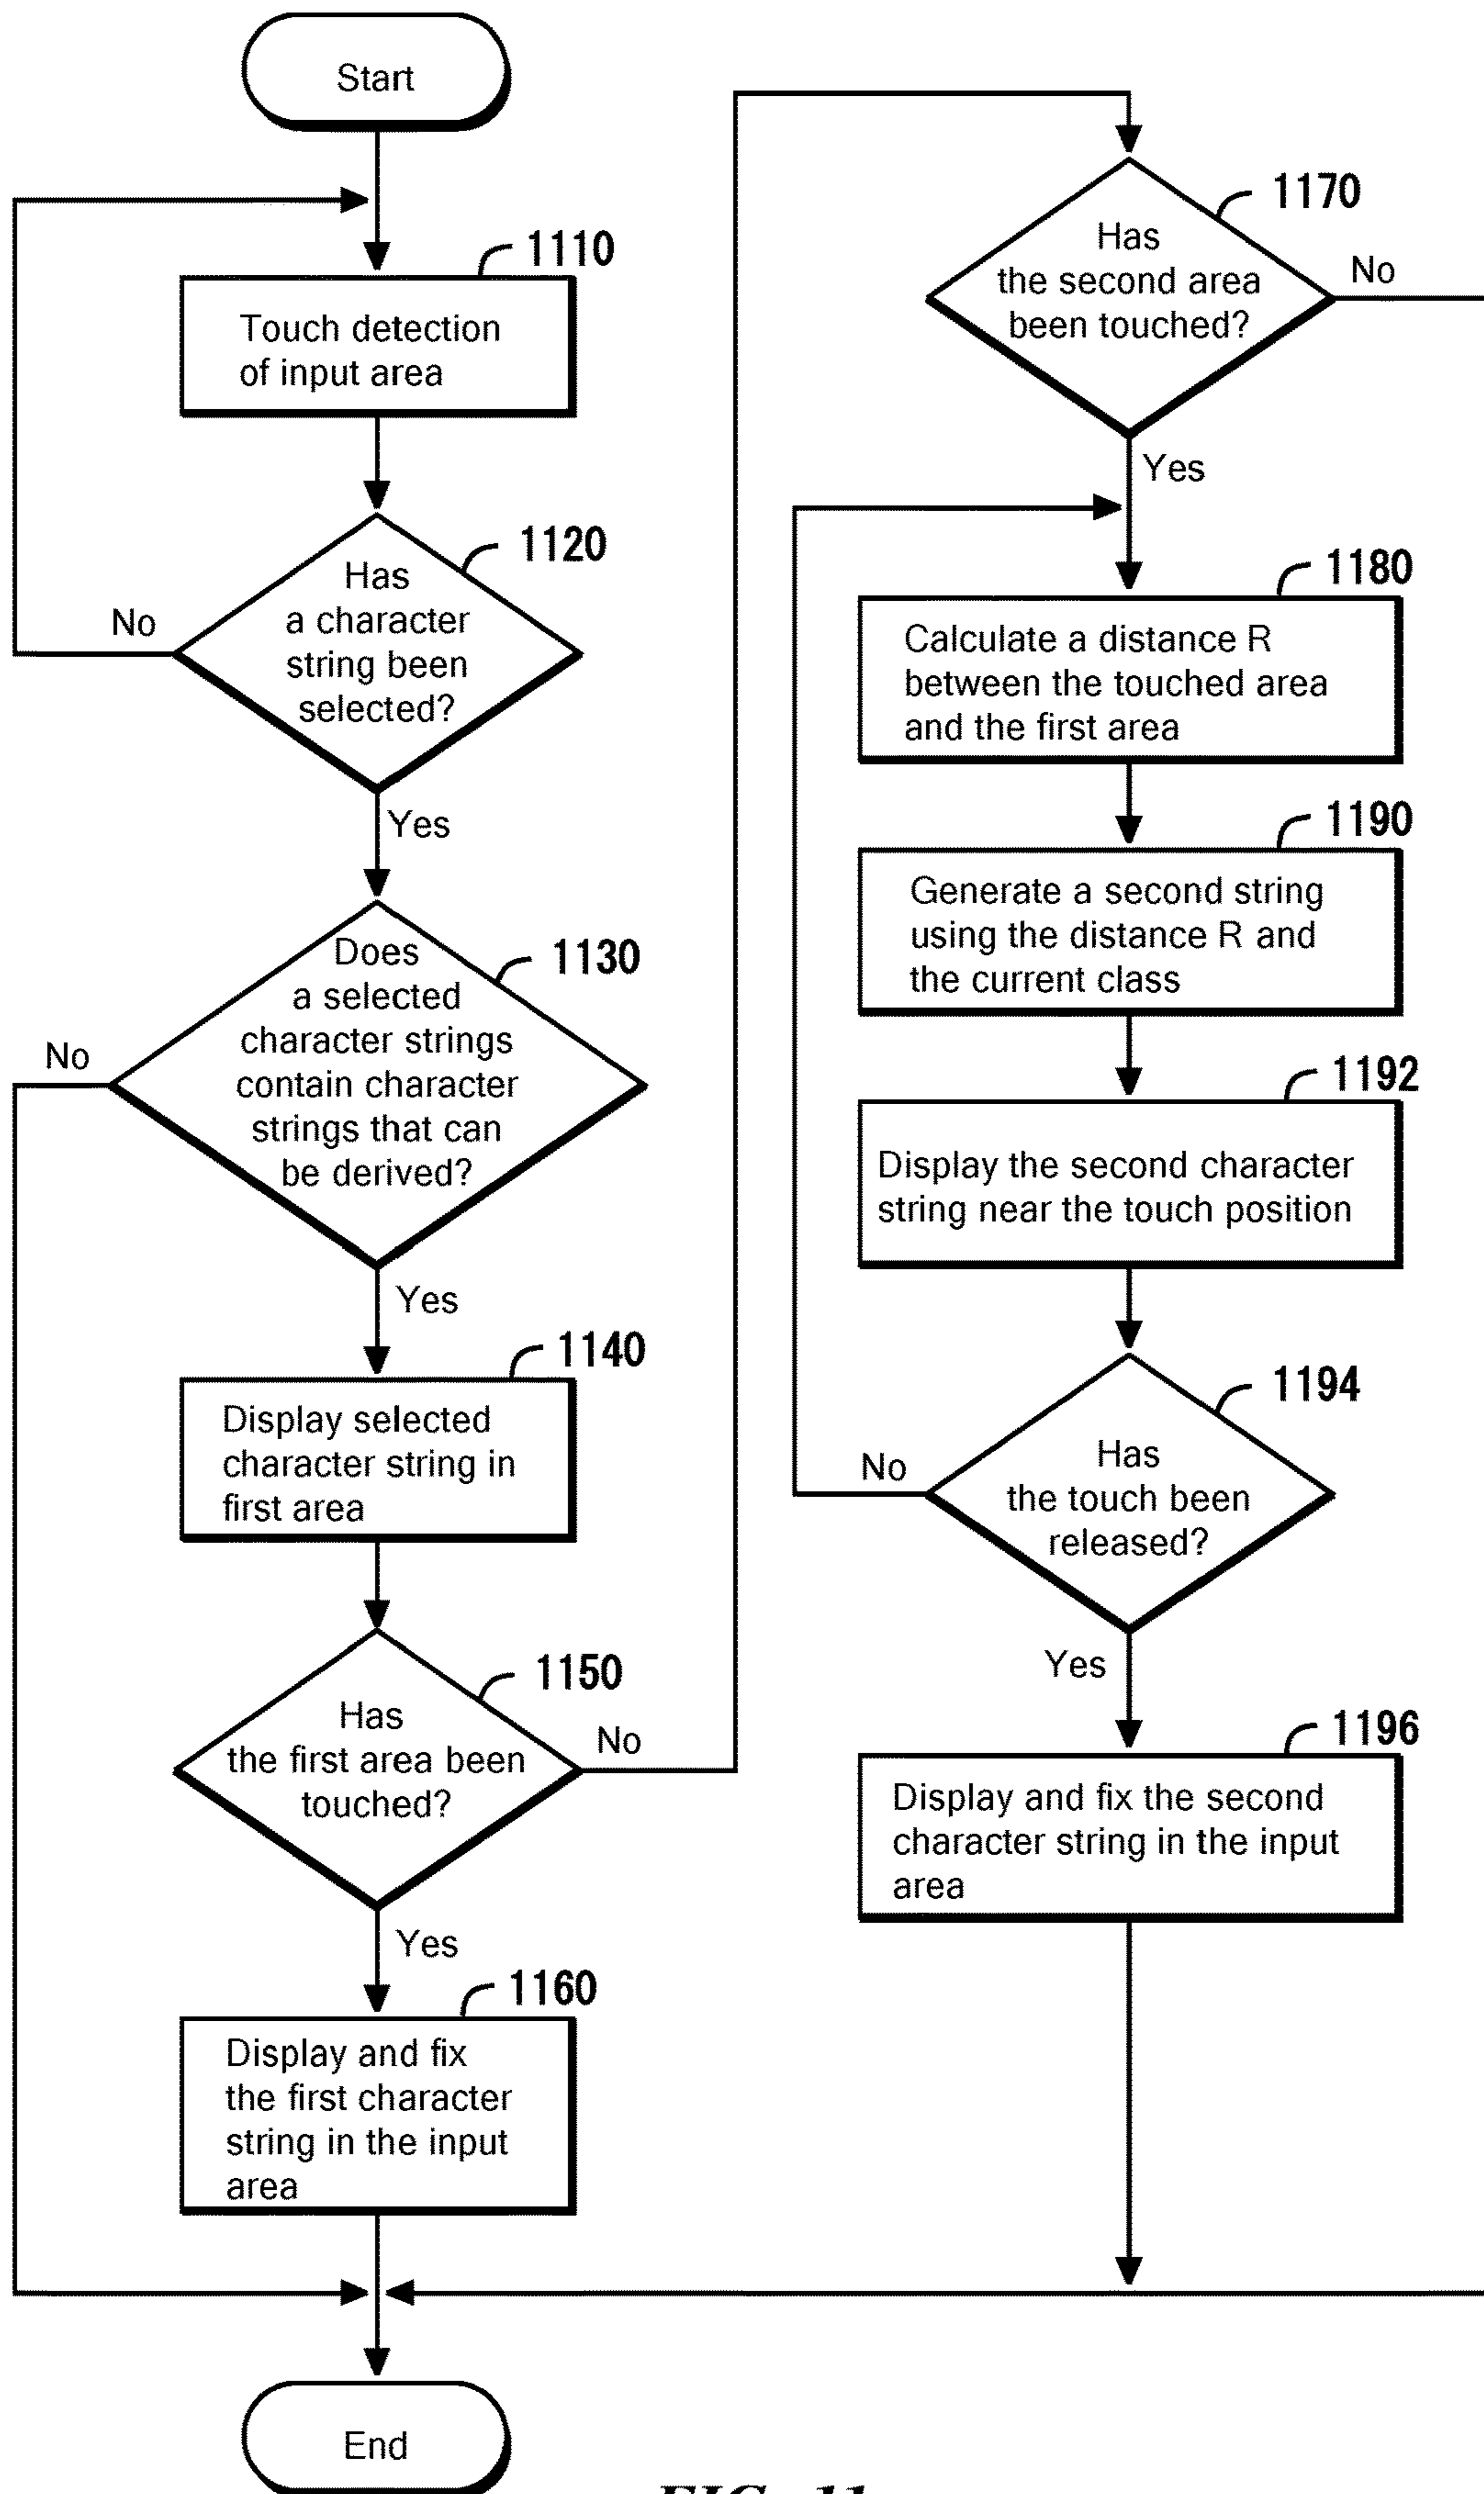 Start
1110
Touch detection
of input area
1120
Has
a character
string been
selected?
No
Yes
1130
Does
a selected
character strings
contain character
strings that can
be derived?
No
Yes
1140
Display selected
character string in
first area
1150
Has
the first area been
touched?
No
Yes
1160
Display and fix
the first character
string in the input
area
End
1170
Has
the second area
been touched?
No
Yes
1180
Calculate a distance R
between the touched area
and the first area
1190
Generate a second string
using the distance R and
the current class
1192
Display the second character
string near the touch position
1194
Has
the touch been
released?
No
Yes
1196
Display and fix the second
character string in the input
area